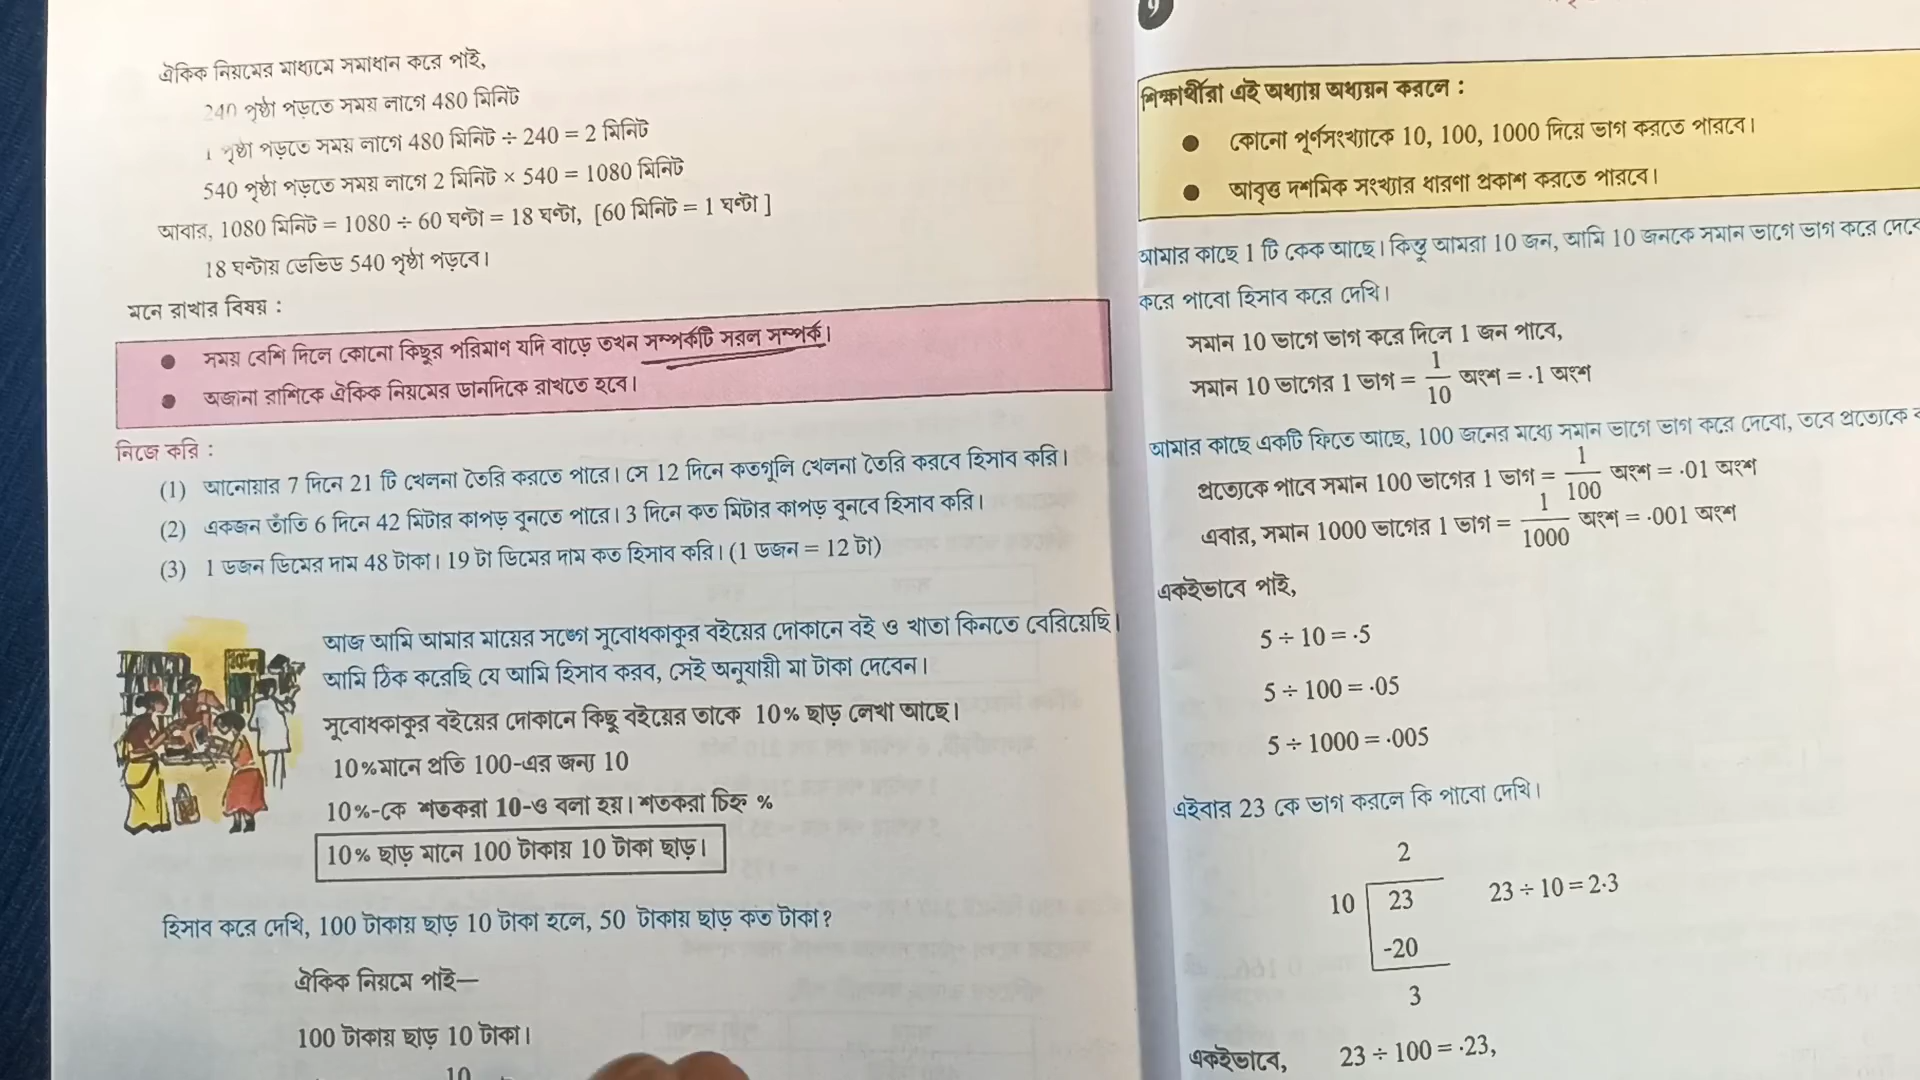 ঐকিক নিয়মের মাধ্যমে সমাধান করে পাই,
240 পৃষ্ঠা পড়তে সময় লাগে 480 মিনিট
1 পৃষ্ঠা পড়তে সময় লাগে 480 মিনিট ÷ 240 = 2 মিনিট
540 পৃষ্ঠা পড়তে সময় লাগে 2 মিনিট × 540 = 1080 মিনিট
আবার, 1080 মিনিট = 1080 ÷ 60 ঘণ্টা = 18 ঘণ্টা, [60 মিনিট = 1 ঘণ্টা ]
18 ঘণ্টায় ডেভিড 540 পৃষ্ঠা পড়বে।
মনে রাখার বিষয় :
● সময় বেশি দিলে কোনো কিছুর পরিমাণ যদি বাড়ে তখন সম্পর্কটি সরল সম্পর্ক।
● অজানা রাশিকে ঐকিক নিয়মের ডানদিকে রাখতে হবে।
নিজে করি :
(1) আনোয়ার 7 দিনে 21 টি খেলনা তৈরি করতে পারে। সে 12 দিনে কতগুলি খেলনা তৈরি করবে হিসাব করি।
(2) একজন তাঁতি 6 দিনে 42 মিটার কাপড় বুনতে পারে। 3 দিনে কত মিটার কাপড় বুনবে হিসাব করি।
(3) 1 ডজন ডিমের দাম 48 টাকা। 19 টা ডিমের দাম কত হিসাব করি। (1 ডজন = 12 টা)
আজ আমি আমার মায়ের সঙ্গে সুবোধকাকুর বইয়ের দোকানে বই ও খাতা কিনতে বেরিয়েছি।
আমি ঠিক করেছি যে আমি হিসাব করব, সেই অনুযায়ী মা টাকা দেবেন।
সুবোধকাকুর বইয়ের দোকানে কিছু বইয়ের তাকে 10% ছাড় লেখা আছে।
10%মানে প্রতি 100-এর জন্য 10
10%-কে শতকরা 10-ও বলা হয়। শতকরা চিহ্ন %
10% ছাড় মানে 100 টাকায় 10 টাকা ছাড়।
হিসাব করে দেখি, 100 টাকায় ছাড় 10 টাকা হলে, 50 টাকায় ছাড় কত টাকা?
ঐকিক নিয়মে পাই—
100 টাকায় ছাড় 10 টাকা।
10
9
শিক্ষার্থীরা এই অধ্যায় অধ্যয়ন করলে :
● কোনো পূর্ণসংখ্যাকে 10, 100, 1000 দিয়ে ভাগ করতে পারবে।
● আবৃত্ত দশমিক সংখ্যার ধারণা প্রকাশ করতে পারবে।
আমার কাছে 1 টি কেক আছে। কিন্তু আমরা 10 জন, আমি 10 জনকে সমান ভাগে ভাগ করে
করে পাবো হিসাব করে দেখি।
সমান 10 ভাগে ভাগ করে দিলে 1 জন পাবে,
সমান 10 ভাগের 1 ভাগ = 1/10 অংশ = ·1 অংশ
আমার কাছে একটি ফিতে আছে, 100 জনের মধ্যে সমান ভাগে ভাগ করে দেবো, তবে প্রত্যেকে
প্রত্যেকে পাবে সমান 100 ভাগের 1 ভাগ = 1/100 অংশ = ·01 অংশ
এবার, সমান 1000 ভাগের 1 ভাগ = 1/1000 অংশ = ·001 অংশ
একইভাবে পাই,
5 ÷ 10 = ·5
5 ÷ 100 = ·05
5 ÷ 1000 = ·005
এইবার 23 কে ভাগ করলে কি পাবো দেখি।
2
10 23 23 ÷ 10 = 2·3
-20
3
একইভাবে, 23 ÷ 100 = ·23,